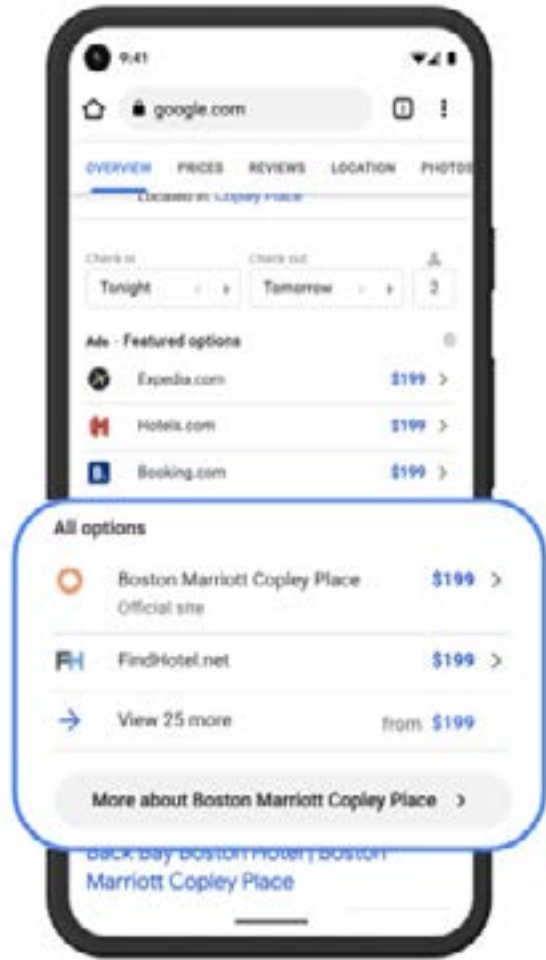 9:41
google.com
OVERVIEW PRICES REVIEWS LOCATION PHOTOS
Located in: Copley Place
Check in Check out
Tonight Tomorrow 2
Ads · Featured options
Expedia.com $199
Hotels.com $199
B. Booking.com $199
All options
Boston Marriott Copley Place $199
Official site
FH FindHotel.net $199
View 25 more from $199
More about Boston Marriott Copley Place
Back Bay Boston Hotel | Boston
Marriott Copley Place